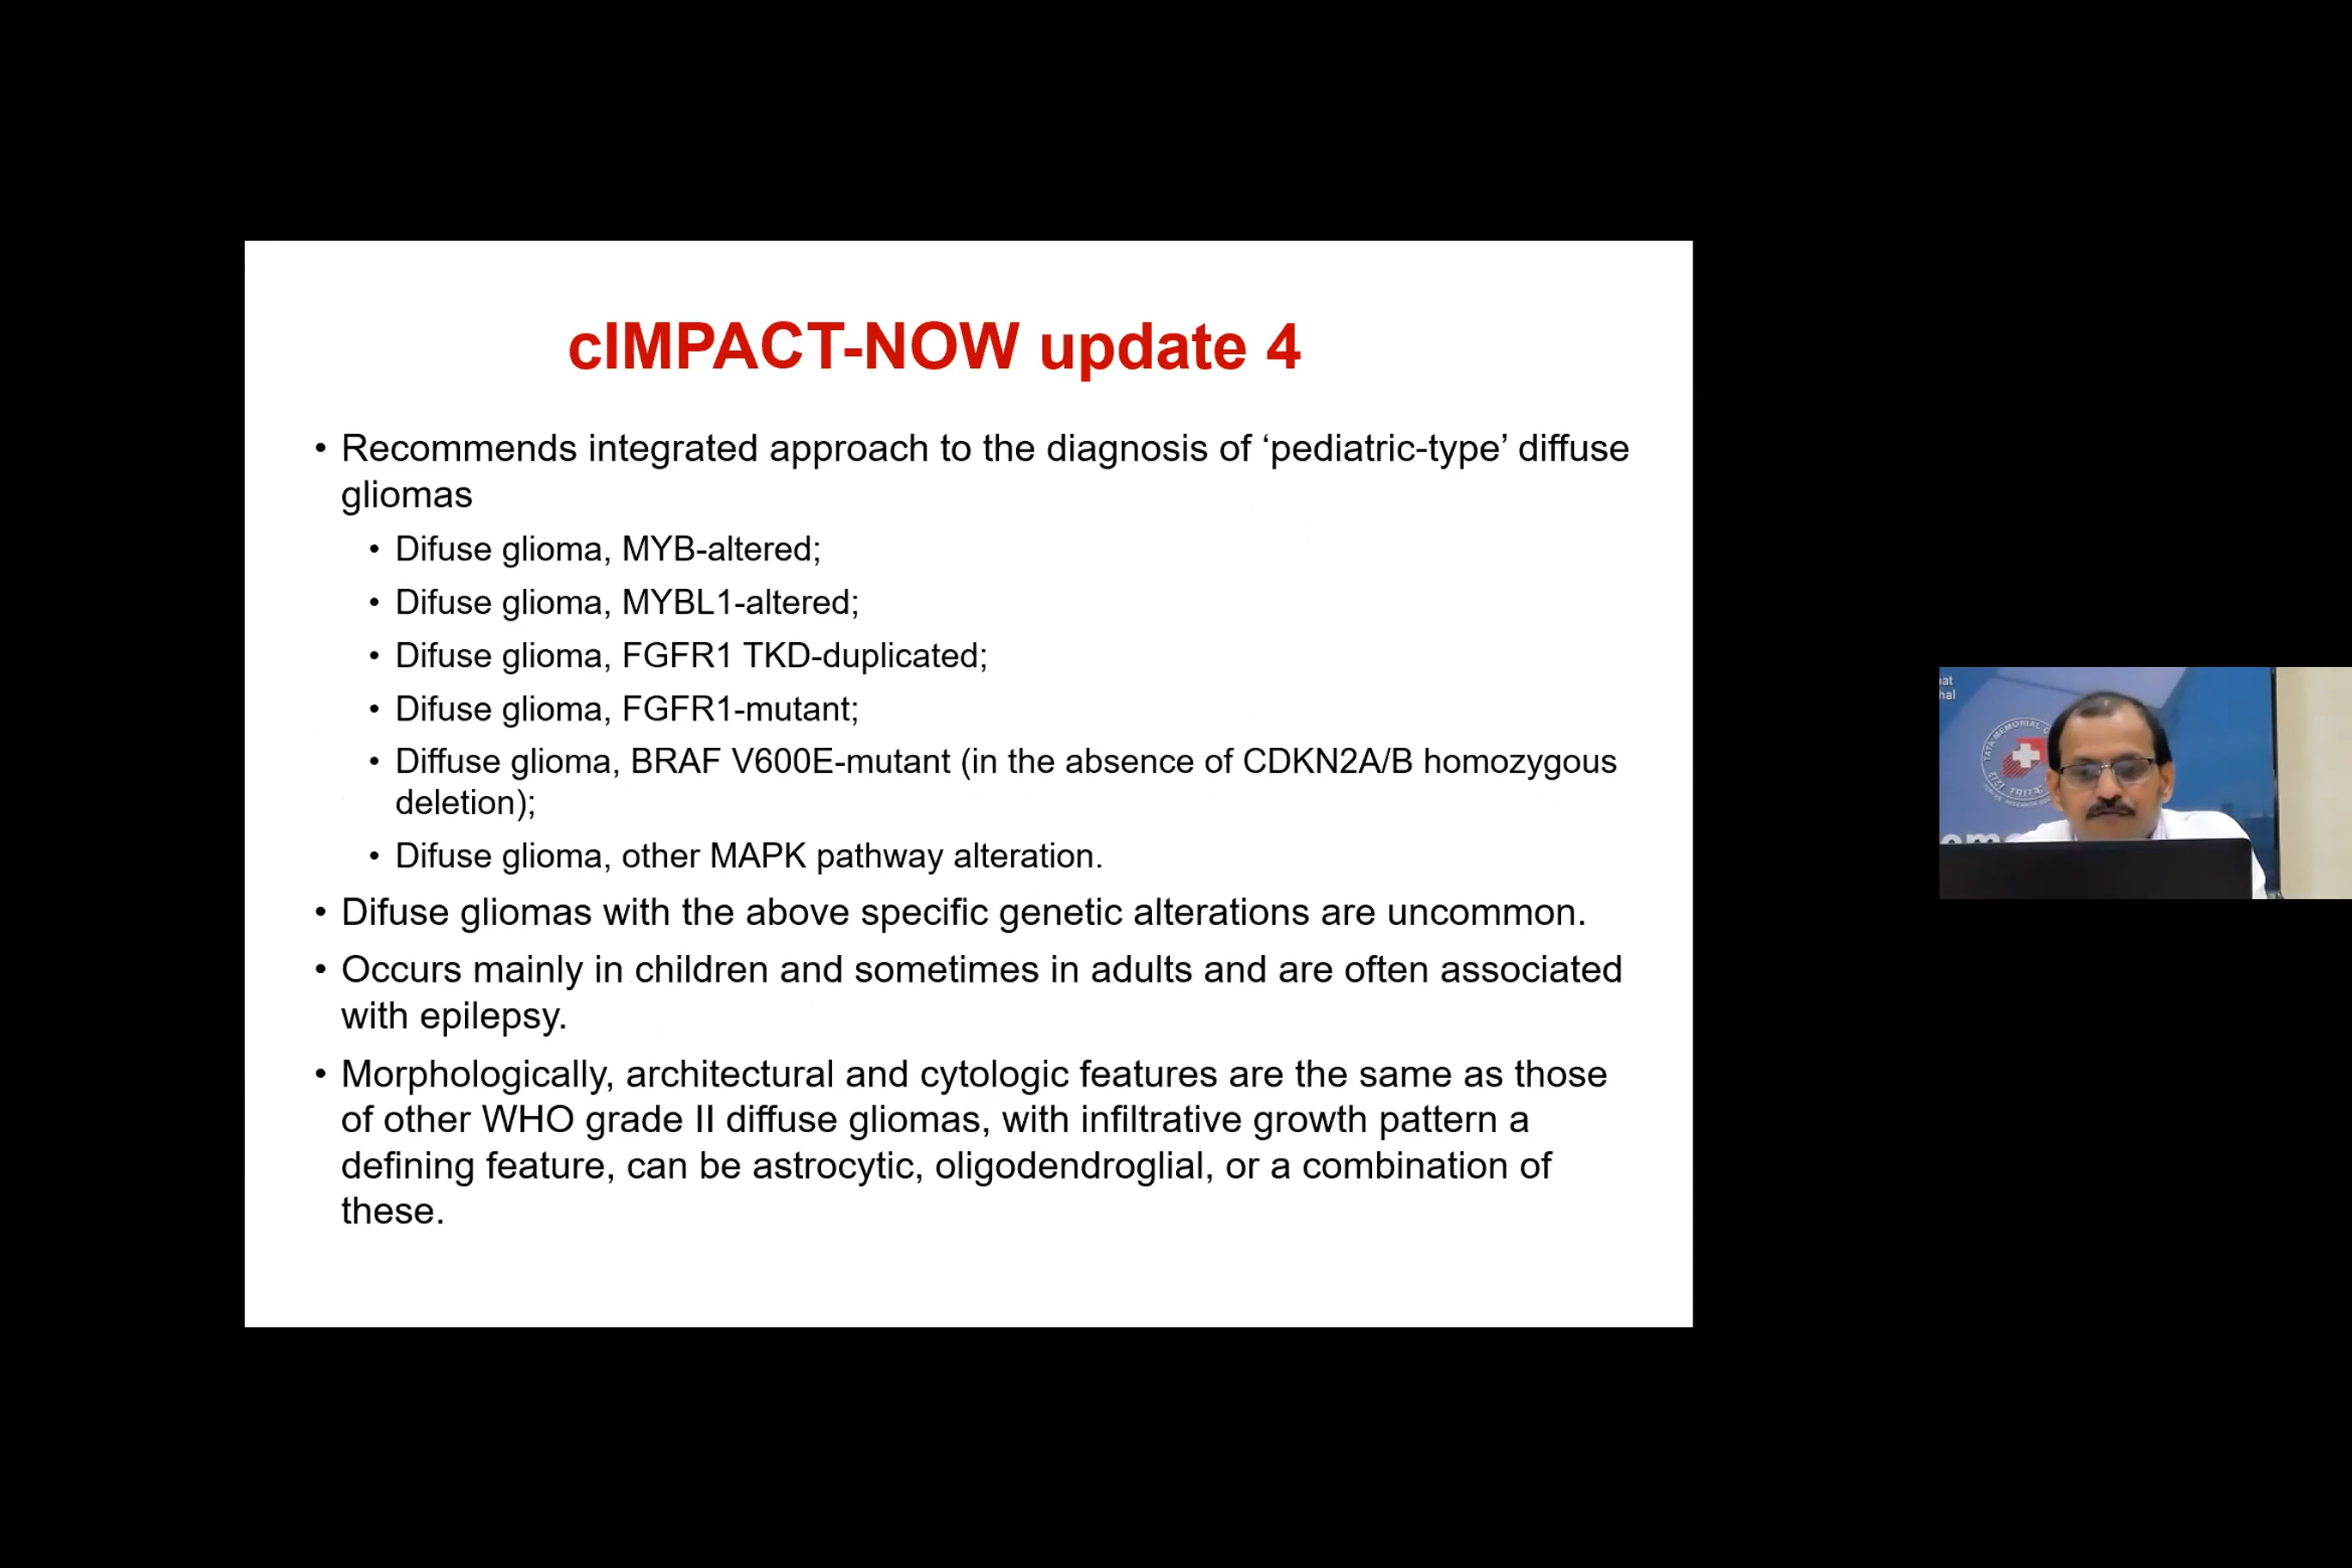 cIMPACT-NOW update 4
• Recommends integrated approach to the diagnosis of ‘pediatric-type’ diffuse
gliomas
• Difuse glioma, MYB-altered;
• Difuse glioma, MYBL1-altered;
• Difuse glioma, FGFR1 TKD-duplicated;
• Difuse glioma, FGFR1-mutant;
• Diffuse glioma, BRAF V600E-mutant (in the absence of CDKN2A/B homozygous
deletion);
• Difuse glioma, other MAPK pathway alteration.
• Difuse gliomas with the above specific genetic alterations are uncommon.
• Occurs mainly in children and sometimes in adults and are often associated
with epilepsy.
• Morphologically, architectural and cytologic features are the same as those
of other WHO grade II diffuse gliomas, with infiltrative growth pattern a
defining feature, can be astrocytic, oligodendroglial, or a combination of
these.
TATA MEMORIAL